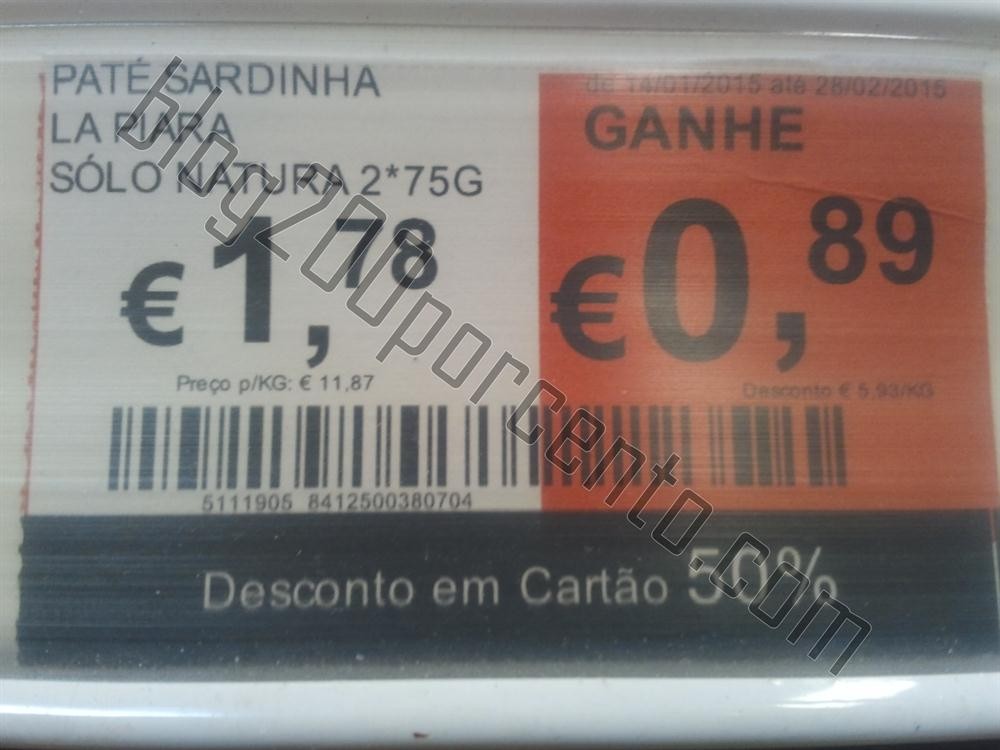 PATÉ SARDINHA
LA PIARA
SÓLO NATURA 2*75G
€1,78
Preço p/KG: € 11,87
de 14/01/2015 até 28/02/2015
GANHE
€0,89
Desconto € 5,93/KG
5111905 8412500380704
Desconto em Cartão 50%
blog200porcento.com